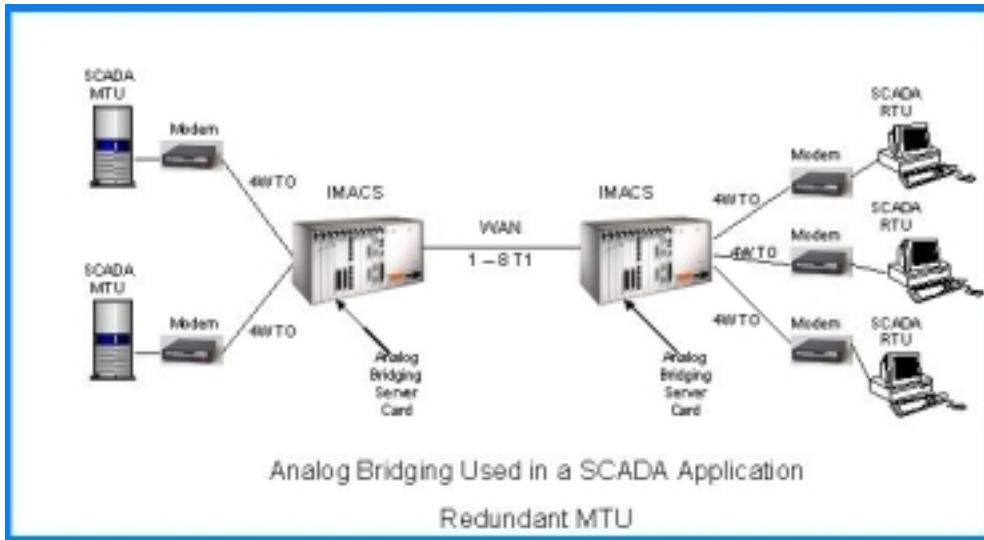 SCADA
MTU
Modem
4WTO
IMACS
WAN
1 – 8 T1
IMACS
4WTO
Modem
SCADA
RTU
4WTO
Modem
SCADA
RTU
4WTO
Modem
SCADA
RTU
SCADA
MTU
Modem
4WTO
Analog
Bridging
Server
Card
Analog
Bridging
Server
Card
Analog Bridging Used in a SCADA Application
Redundant MTU